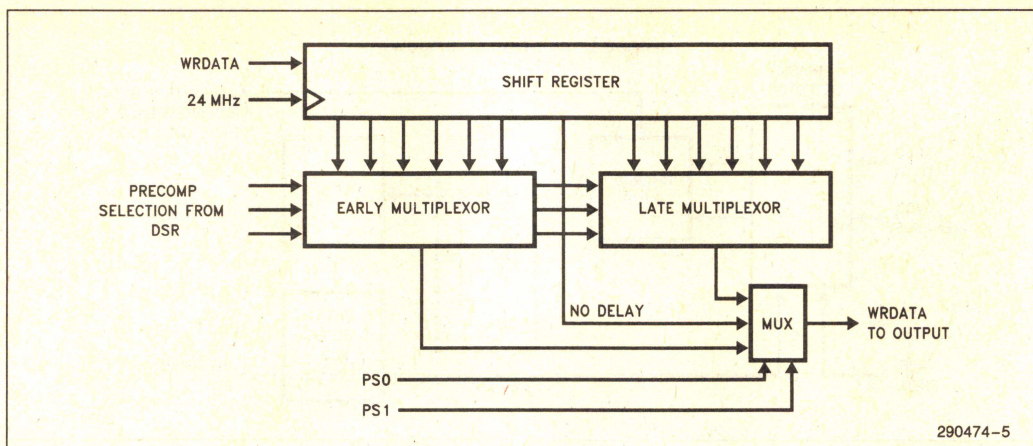 WRDATA
24 MHz
SHIFT REGISTER
PRECOMP
SELECTION FROM
DSR
EARLY MULTIPLEXOR
LATE MULTIPLEXOR
NO DELAY
MUX
WRDATA
TO OUTPUT
PS0
PS1
290474-5